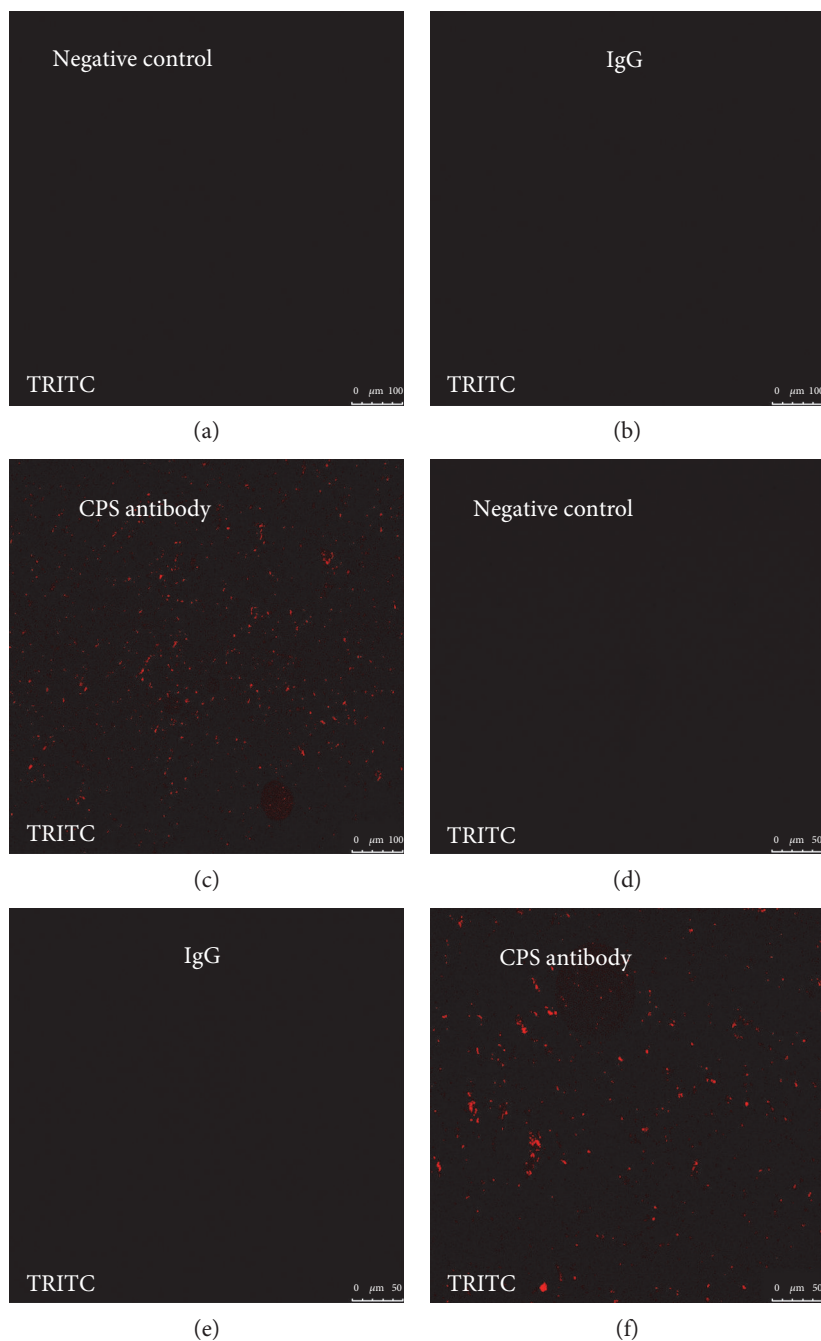 Negative control
TRITC
0 μm 100
(a)
IgG
TRITC
0 μm 100
(b)
CPS antibody
TRITC
0 μm 100
(c)
Negative control
TRITC
0 μm 50
(d)
IgG
TRITC
0 μm 50
(e)
CPS antibody
TRITC
0 μm 50
(f)